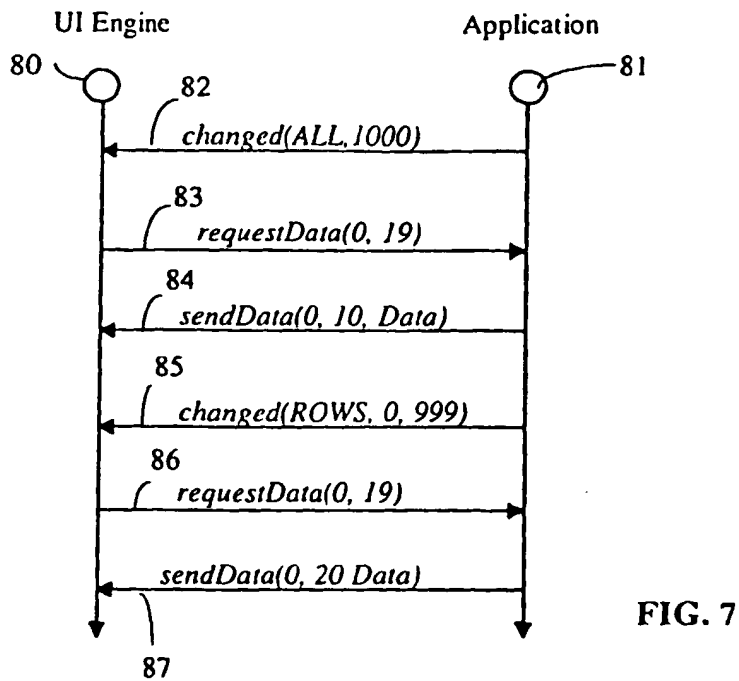 UI Engine Application
80 81
82
changed(ALL, 1000)
83
requestData(0, 19)
84
sendData(0, 10, Data)
85
changed(ROWS, 0, 999)
86
requestData(0, 19)
sendData(0, 20 Data)
87
FIG. 7